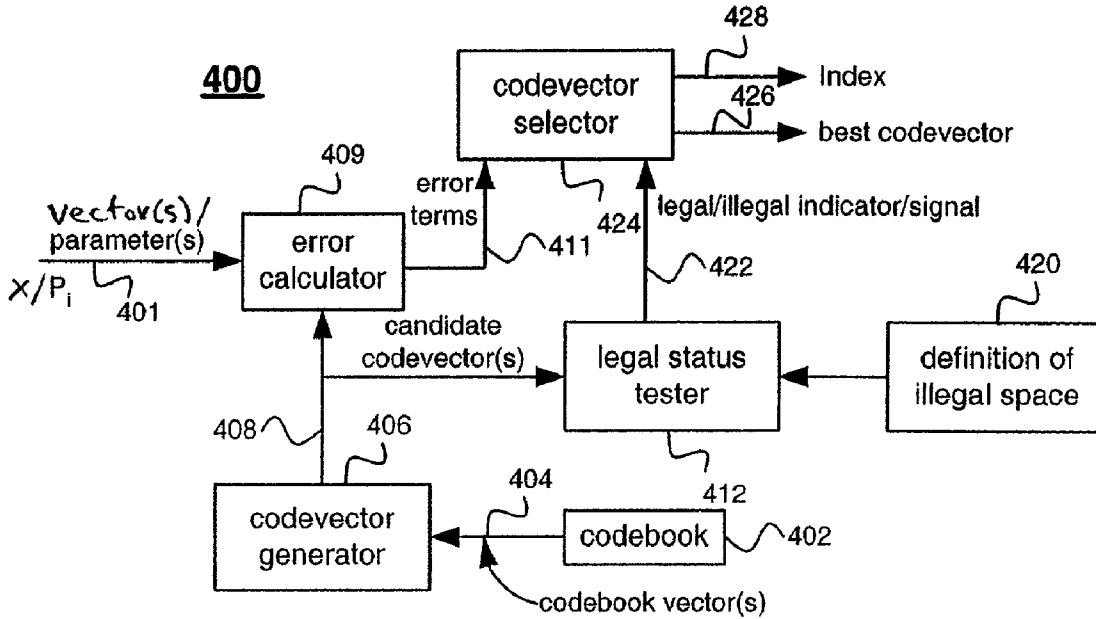 400
codevector
selector
428
Index
426
best codevector
409
error
terms
424
legal/illegal indicator/signal
vector(s)/
parameter(s)
X/Pi
401
error
calculator
411
422
420
candidate
codevector(s)
legal status
tester
definition of
illegal space
408
406
404
412
codevector
generator
codebook
402
codebook vector(s)